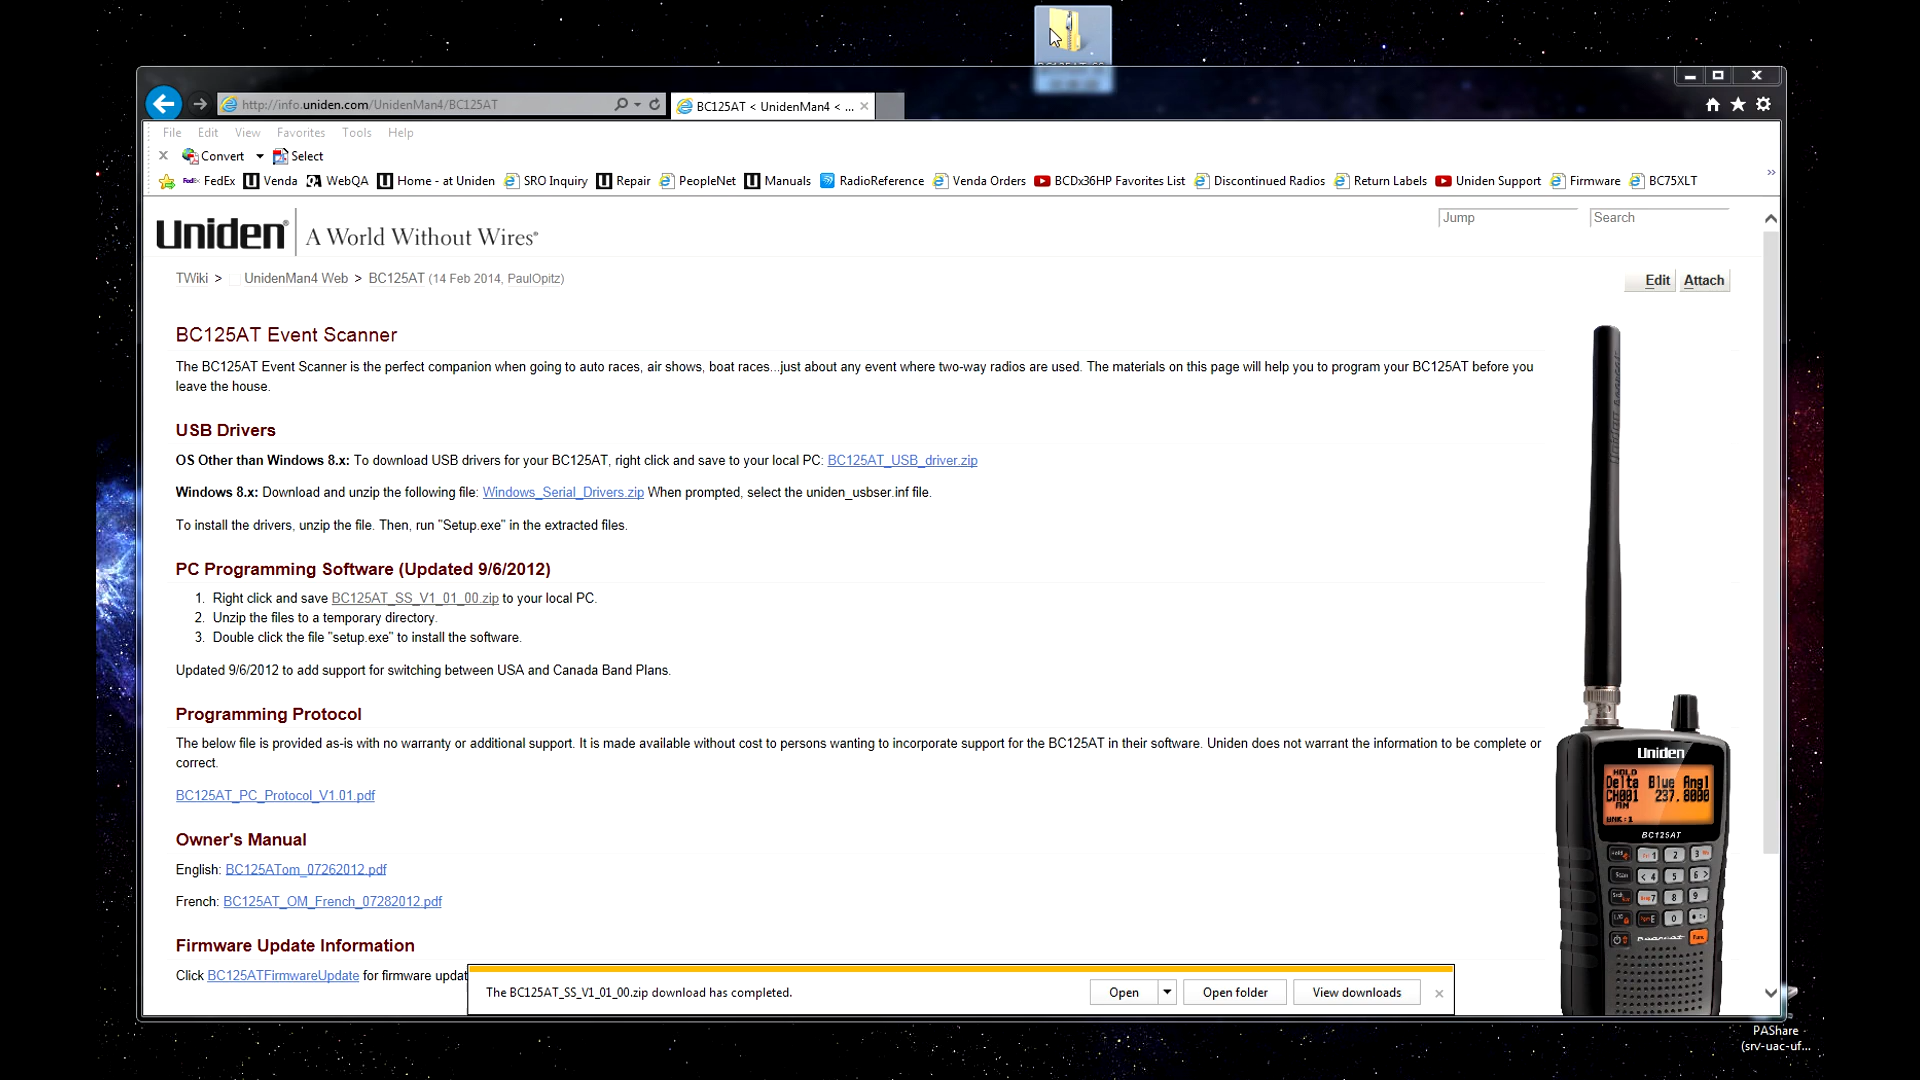 http://info.uniden.com/UnidenMan4/BC125AT
BC125AT < UnidenMan4 < ...
File Edit View Favorites Tools Help
x Convert Select
FedEx Venda WebQA Home - at Uniden SRO Inquiry Repair PeopleNet Manuals RadioReference Venda Orders BCDx36HP Favorites List Discontinued Radios Return Labels Uniden Support Firmware BC75XLT »
Uniden® A World Without Wires®
Jump Search
TWiki > UnidenMan4 Web > BC125AT (14 Feb 2014, PaulOpitz)
Edit Attach
BC125AT Event Scanner
The BC125AT Event Scanner is the perfect companion when going to auto races, air shows, boat races...just about any event where two-way radios are used. The materials on this page will help you to program your BC125AT before you
leave the house.
USB Drivers
OS Other than Windows 8.x: To download USB drivers for your BC125AT, right click and save to your local PC: BC125AT_USB_driver.zip
Windows 8.x: Download and unzip the following file: Windows_Serial_Drivers.zip When prompted, select the uniden_usbser.inf file.
To install the drivers, unzip the file. Then, run "Setup.exe" in the extracted files.
PC Programming Software (Updated 9/6/2012)
1. Right click and save BC125AT_SS_V1_01_00.zip to your local PC.
2. Unzip the files to a temporary directory.
3. Double click the file "setup.exe" to install the software.
Updated 9/6/2012 to add support for switching between USA and Canada Band Plans.
Programming Protocol
The below file is provided as-is with no warranty or additional support. It is made available without cost to persons wanting to incorporate support for the BC125AT in their software. Uniden does not warrant the information to be complete or
correct.
BC125AT_PC_Protocol_V1.01.pdf
Owner's Manual
English: BC125ATom_07262012.pdf
French: BC125AT_OM_French_07282012.pdf
Firmware Update Information
Click BC125ATFirmwareUpdate for firmware updat
The BC125AT_SS_V1_01_00.zip download has completed.
Open Open folder View downloads
Uniden
HOLD
Delta Blue Angl
CH001 237.8000
AM
BNK:1
BC125AT
1 2 3
Scan < 4 5 6 >
7 8 9
0
PAShare
(srv-uac-uf...